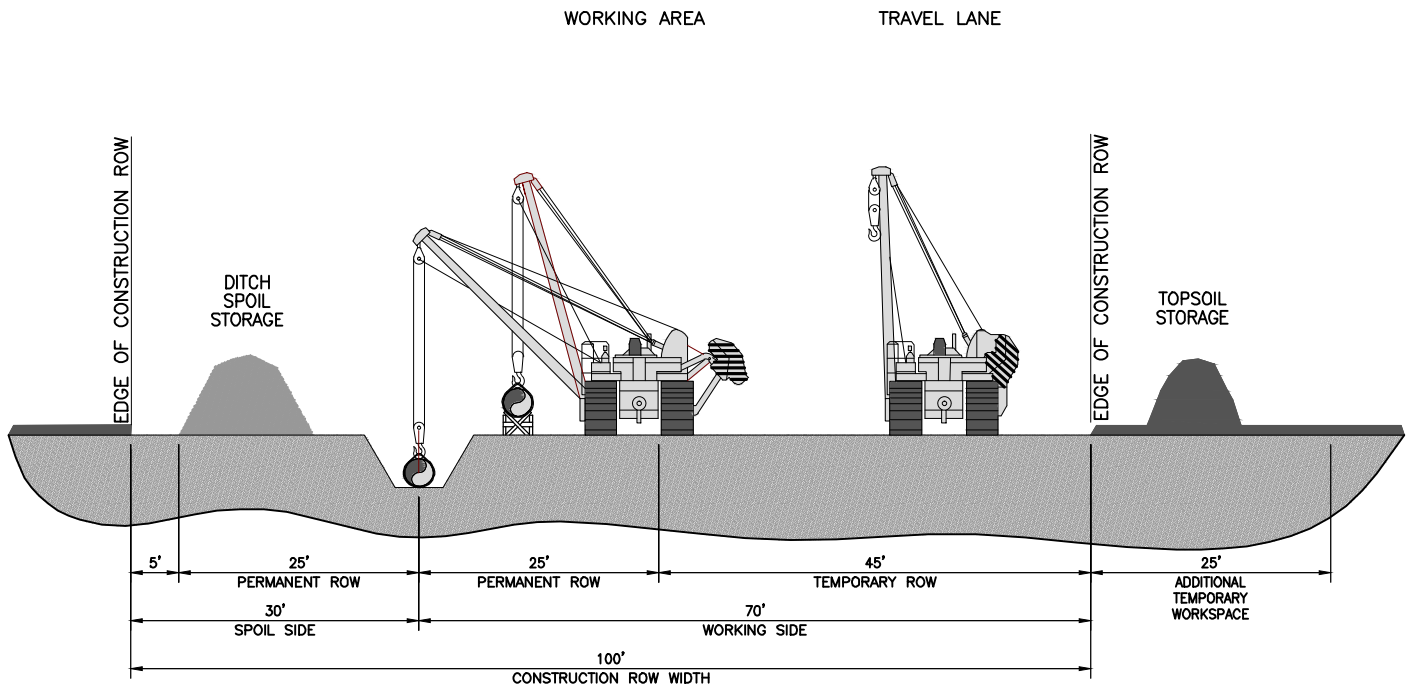 WORKING AREA
TRAVEL LANE
EDGE OF CONSTRUCTION ROW
DITCH
SPOIL
STORAGE
EDGE OF CONSTRUCTION ROW
TOPSOIL
STORAGE
5'
25'
PERMANENT ROW
25'
PERMANENT ROW
45'
TEMPORARY ROW
25'
ADDITIONAL
TEMPORARY
WORKSPACE
30'
SPOIL SIDE
70'
WORKING SIDE
100'
CONSTRUCTION ROW WIDTH